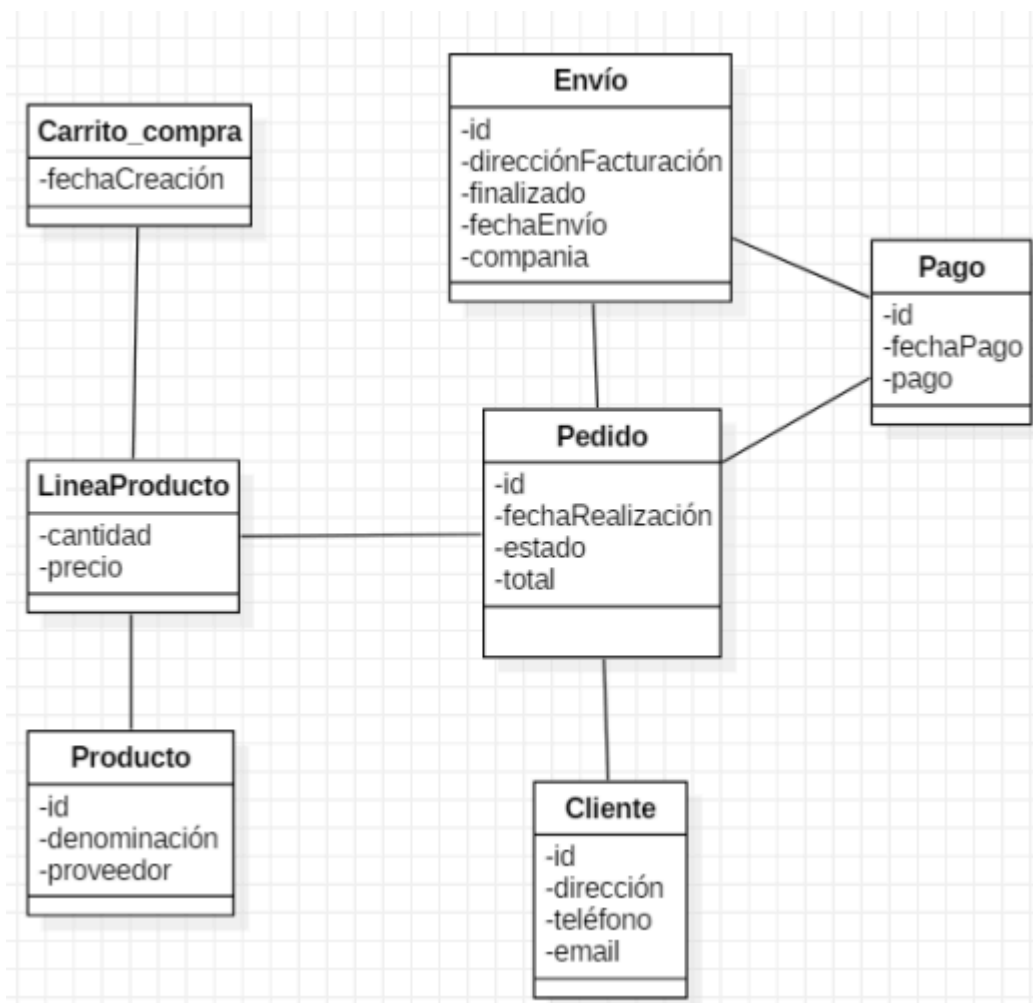 Carrito_compra
-fechaCreación
Envío
-id
-direcciónFacturación
-finalizado
-fechaEnvío
-compania
Pago
-id
-fechaPago
-pago
LineaProducto
-cantidad
-precio
Pedido
-id
-fechaRealización
-estado
-total
Producto
-id
-denominación
-proveedor
Cliente
-id
-dirección
-teléfono
-email